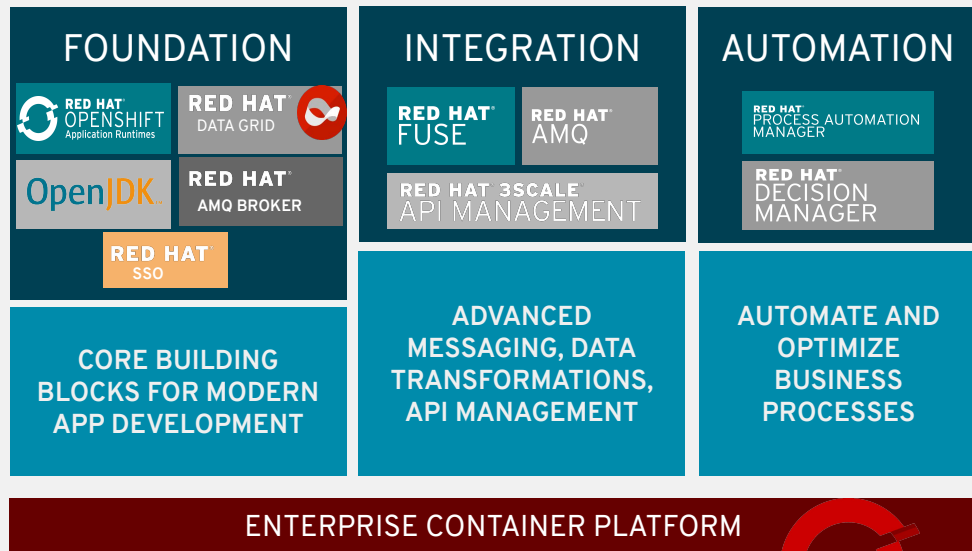 FOUNDATION
RED HAT®
OPENSHIFT
Application Runtimes
RED HAT®
DATA GRID
OpenJDK™
RED HAT®
AMQ BROKER
RED HAT®
SSO
CORE BUILDING
BLOCKS FOR MODERN
APP DEVELOPMENT
INTEGRATION
RED HAT®
FUSE
RED HAT®
AMQ
RED HAT® 3SCALE®
API MANAGEMENT
ADVANCED
MESSAGING, DATA
TRANSFORMATIONS,
API MANAGEMENT
AUTOMATION
RED HAT®
PROCESS AUTOMATION
MANAGER
RED HAT®
DECISION
MANAGER
AUTOMATE AND
OPTIMIZE
BUSINESS
PROCESSES
ENTERPRISE CONTAINER PLATFORM